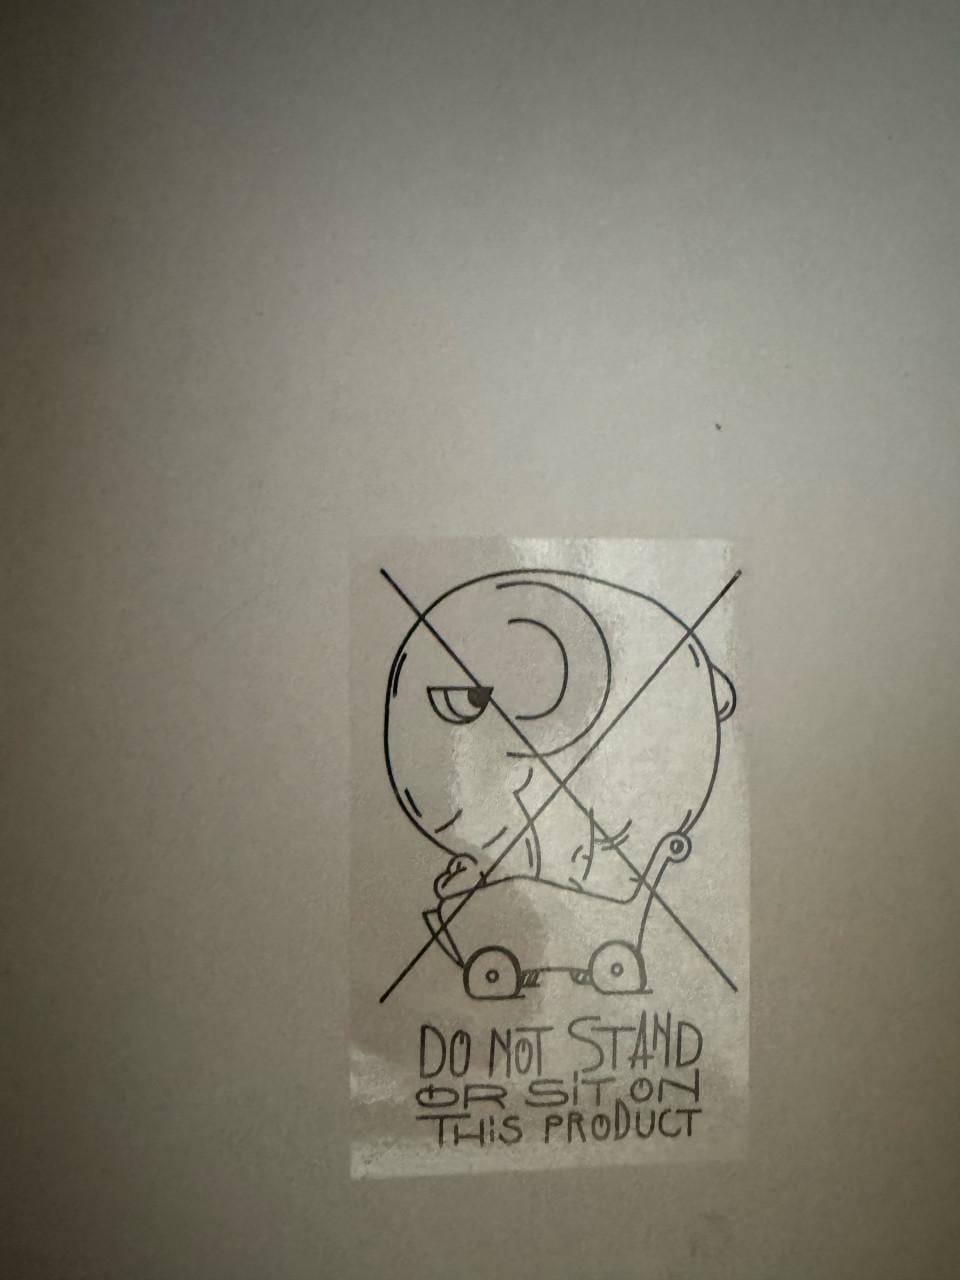 DO NOT STAND
OR SiT ON
THiS PRODUCT